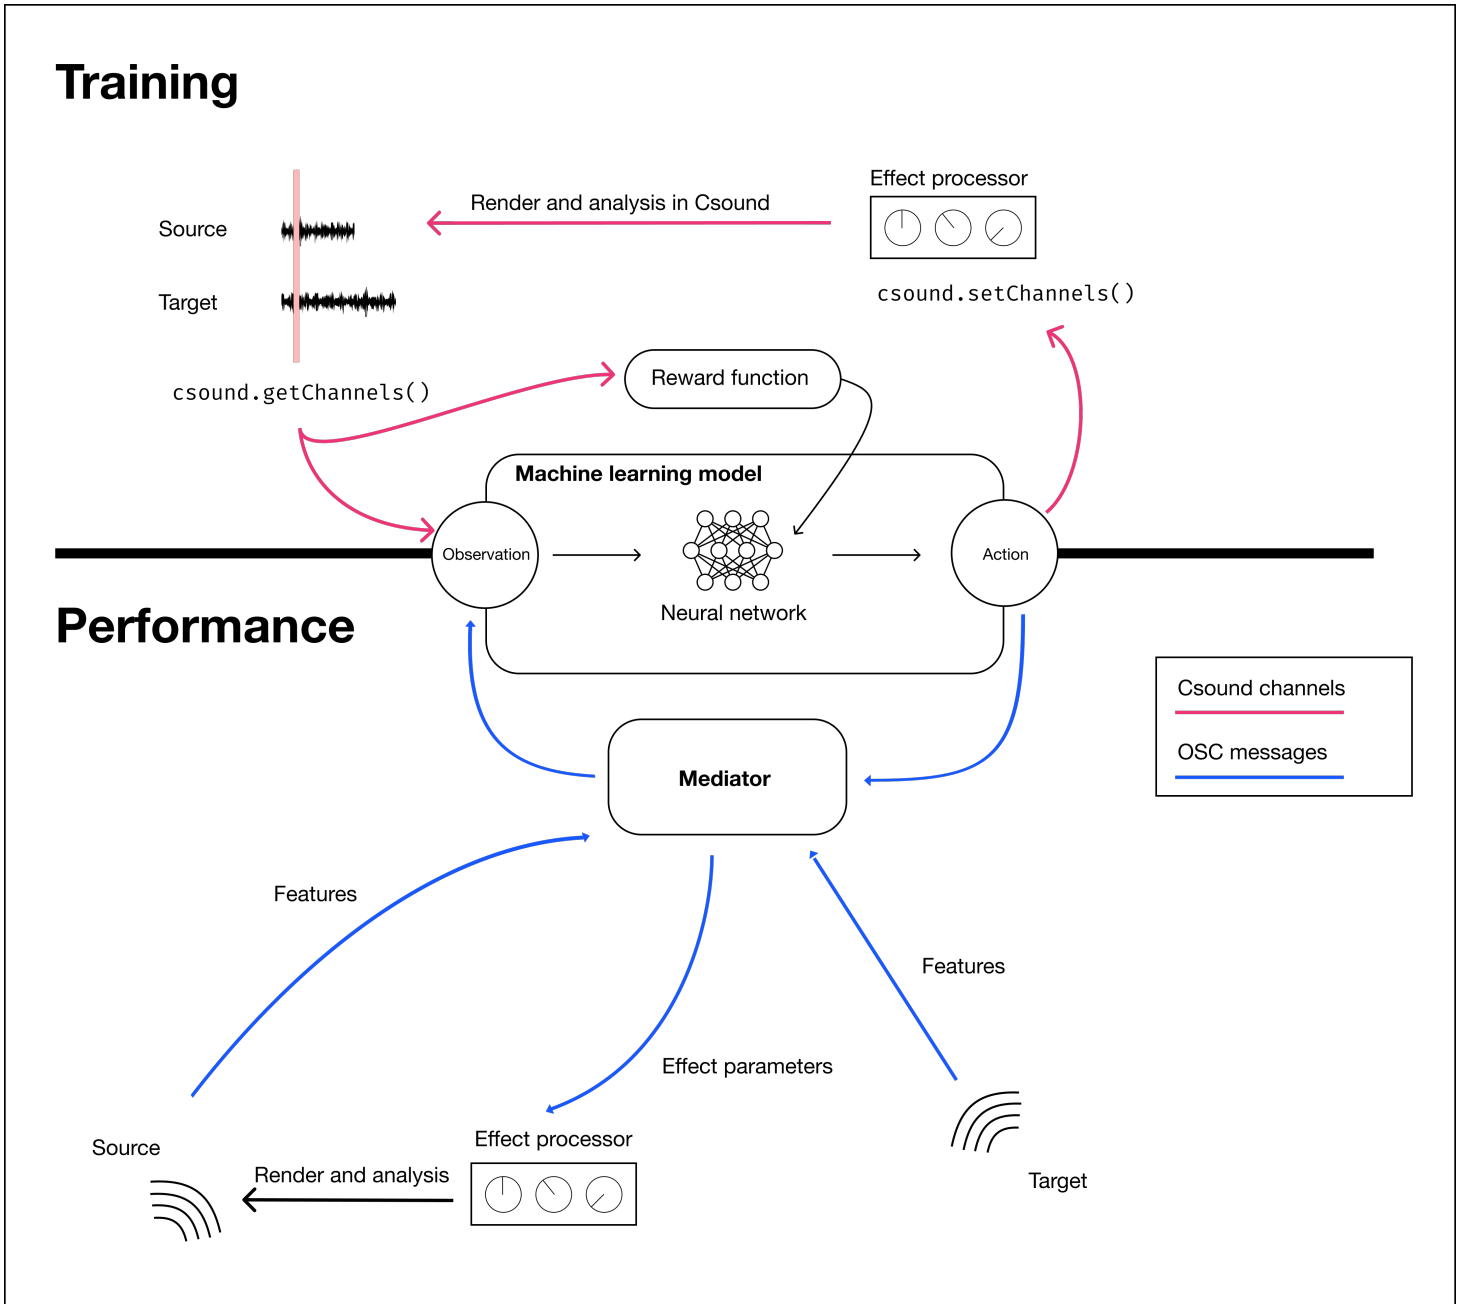 Training
Effect processor
Render and analysis in Csound
Source
csound.setChannels()
Target
Reward function
csound.getChannels()
Machine learning model
Observation
Action
Neural network
Performance
Csound channels
OSC messages
Mediator
Features
Features
Effect parameters
Effect processor
Source
Render and analysis
Target